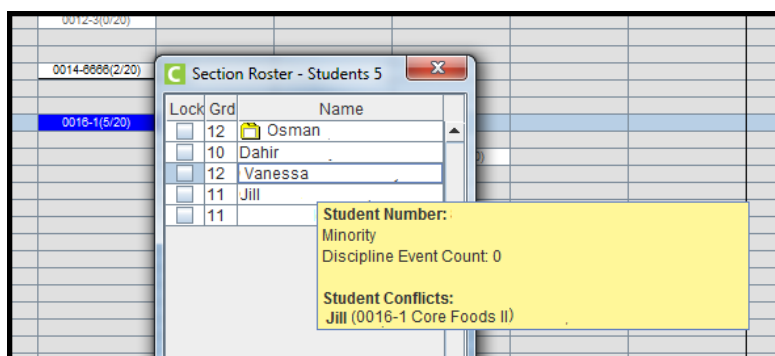 0012-3(0/20)
0014-6666(2/20)
Section Roster - Students 5
Lock Grd Name
0016-1(5/20)
12 Osman
10 Dahir
12 Vanessa
11 Jill
11
Student Number:
Minority
Discipline Event Count: 0
Student Conflicts:
Jill (0016-1 Core Foods II)